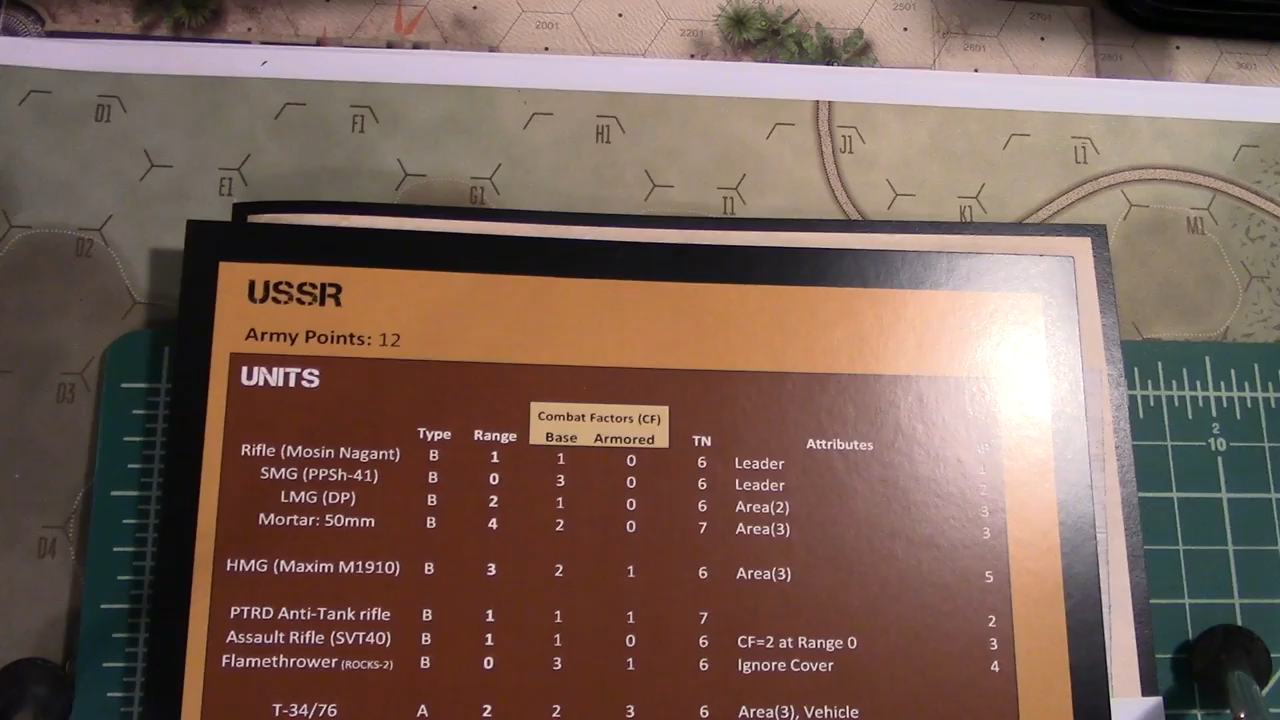 2001
2201
2501
2601
2701
2801
3001
D1
F1
H1
J1
L1
E1
G1
I1
K1
M1
D2
D3
D4
2
10
USSR
Army Points: 12
UNITS
Combat Factors (CF)
Type Range Base Armored TN Attributes
Rifle (Mosin Nagant) B 1 1 0 6 Leader 1
SMG (PPSh-41) B 0 3 0 6 Leader 2
LMG (DP) B 2 1 0 6 Area(2) 3
Mortar: 50mm B 4 2 0 7 Area(3) 3
HMG (Maxim M1910) B 3 2 1 6 Area(3) 5
PTRD Anti-Tank rifle B 1 1 1 7 2
Assault Rifle (SVT40) B 1 1 0 6 CF=2 at Range 0 3
Flamethrower (ROCKS-2) B 0 3 1 6 Ignore Cover 4
T-34/76 A 2 2 3 6 Area(3), Vehicle